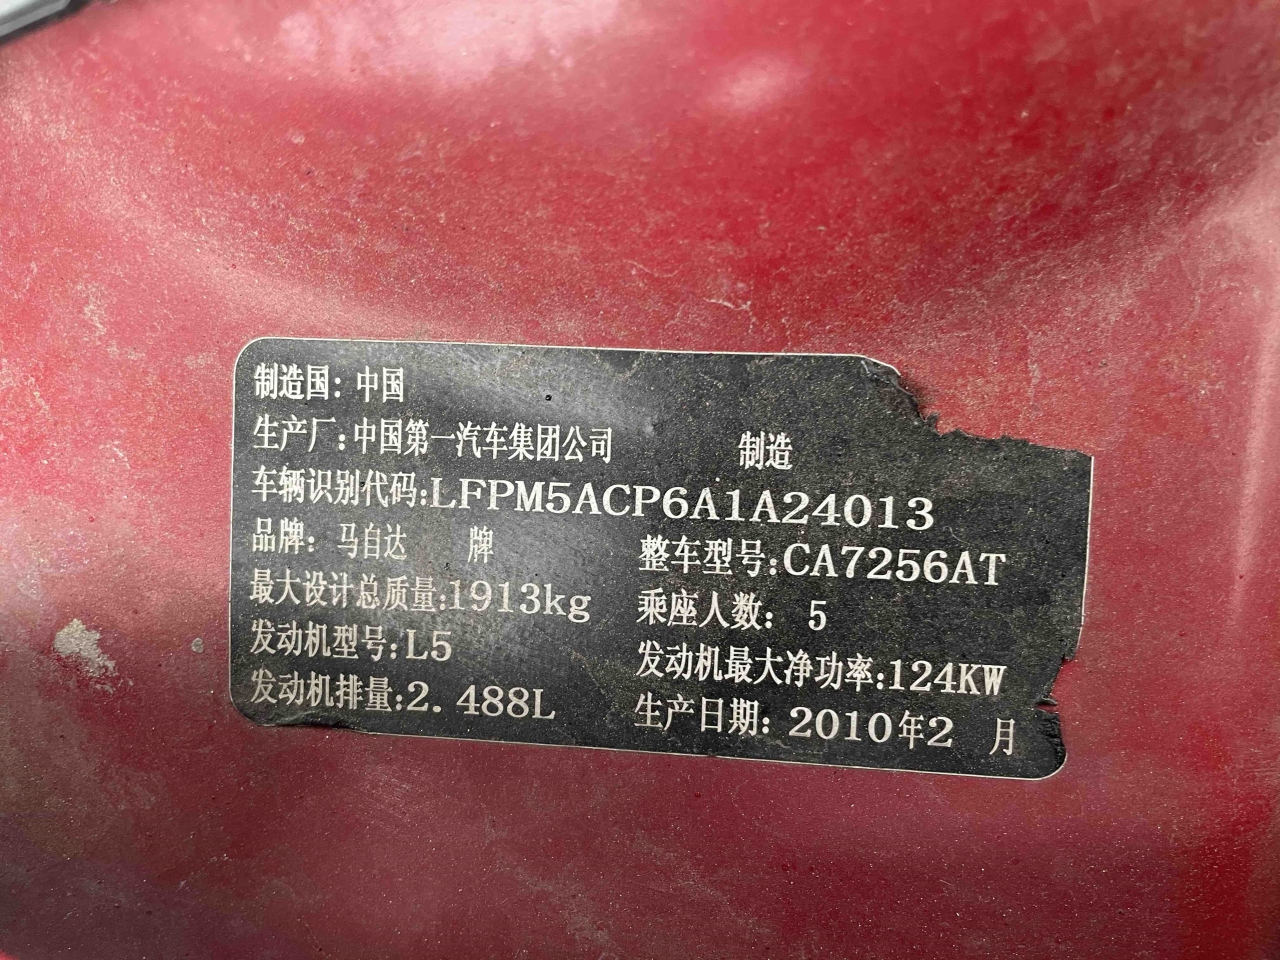 制造国：中国
生产厂：中国第一汽车集团公司 制造
车辆识别代码：LFPM5ACP6A1A24013
品牌：马自达 牌 整车型号：CA7256AT
最大设计总质量：1913kg 乘座人数：5
发动机型号：L5 发动机最大净功率：124KW
发动机排量：2.488L 生产日期：2010年2 月